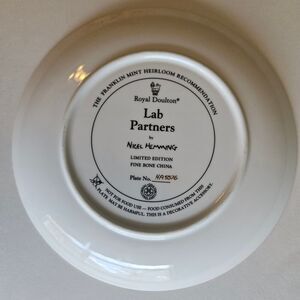 THE FRANKLIN MINT HEIRLOOM RECOMMENDATION
Royal Doulton®
Lab
Partners
by
NIGEL HEMMING
LIMITED EDITION
FINE BONE CHINA
Plate No.
NOT FOR FOOD USE — FOOD CONSUMED FROM THIS
PLATE MAY BE HARMFUL. THIS IS A DECORATIVE ACCESSORY.